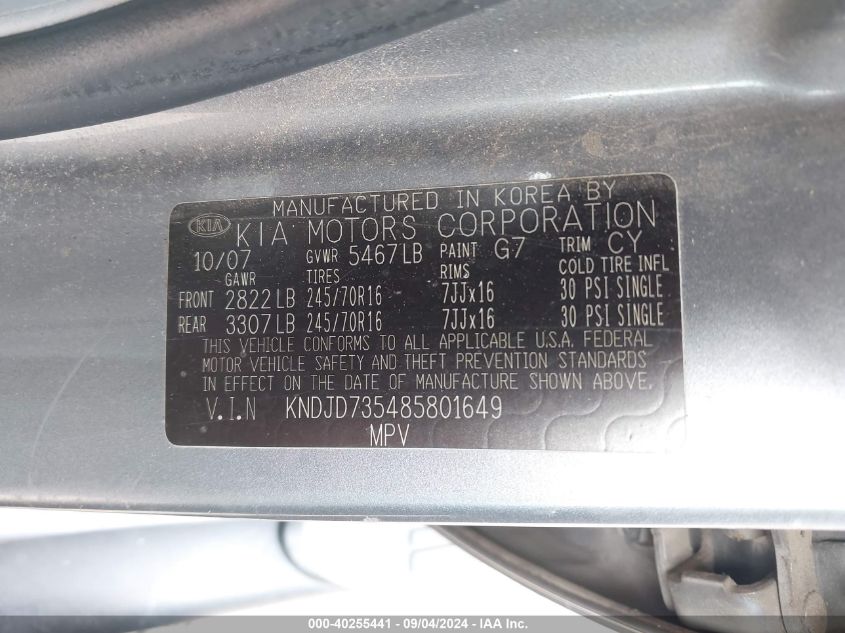 MANUFACTURED IN KOREA BY
KIA KIA MOTORS CORPORATION
10/07 GVWR 5467LB PAINT G7 TRIM CY
GAWR TIRES RIMS COLD TIRE INFL
FRONT 2822LB 245/70R16 7JJx16 30 PSI SINGLE
REAR 3307LB 245/70R16 7JJx16 30 PSI SINGLE
THIS VEHICLE CONFORMS TO ALL APPLICABLE U.S.A. FEDERAL
MOTOR VEHICLE SAFETY AND THEFT PREVENTION STANDARDS
IN EFFECT ON THE DATE OF MANUFACTURE SHOWN ABOVE.
V.I.N KNDJD735485801649
MPV
000-40255441 - 09/04/2024 - IAA Inc.